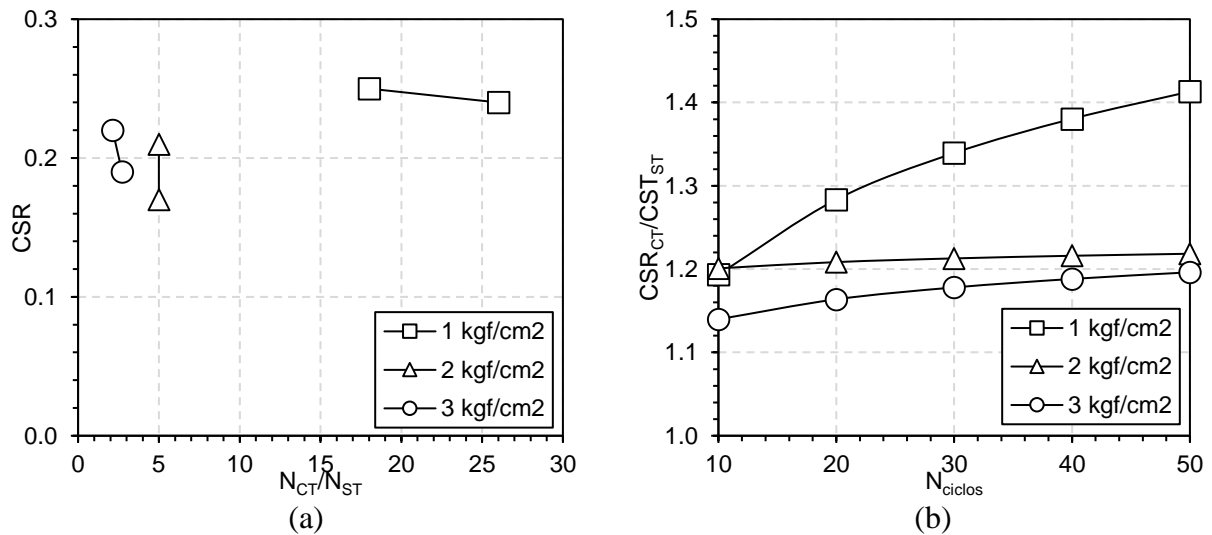 0.3
0.2
0.1
0.0
CSR
0 5 10 15 20 25 30
N_CT/N_ST
1 kgf/cm2
2 kgf/cm2
3 kgf/cm2
(a)
1.5
1.4
1.3
1.2
1.1
1.0
CSR_CT/CST_ST
10 20 30 40 50
N_ciclos
1 kgf/cm2
2 kgf/cm2
3 kgf/cm2
(b)